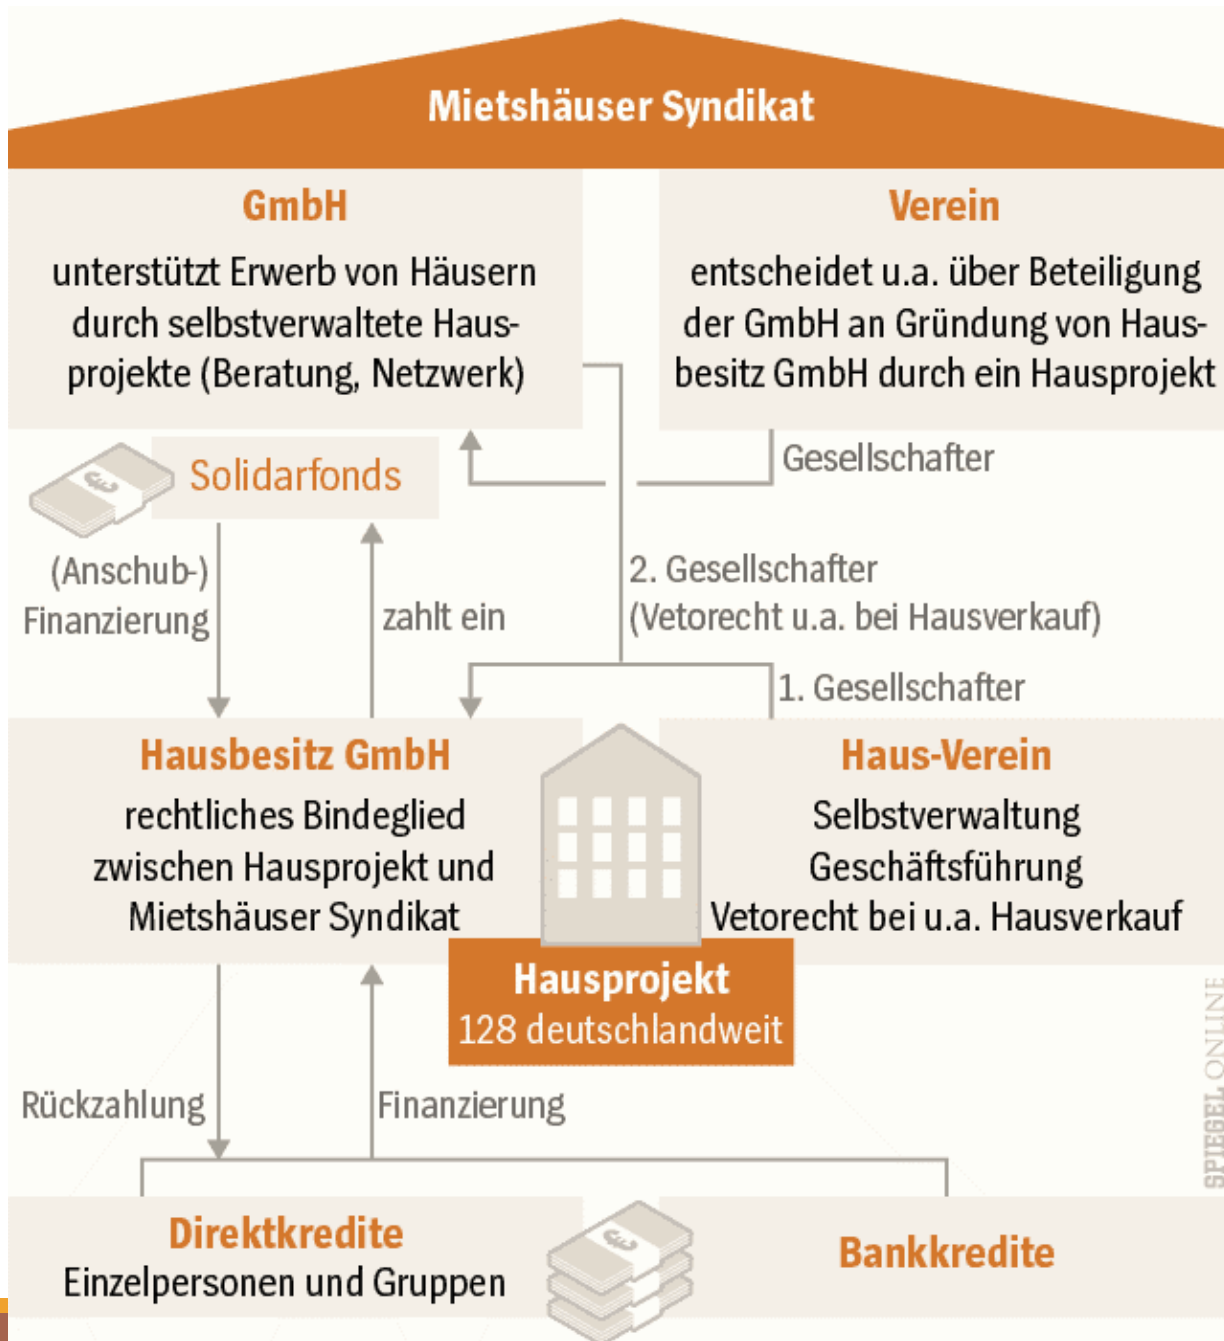 Mietshäuser Syndikat
GmbH
unterstützt Erwerb von Häusern
durch selbstverwaltete Haus-
projekte (Beratung, Netzwerk)
Verein
entscheidet u.a. über Beteiligung
der GmbH an Gründung von Haus-
besitz GmbH durch ein Hausprojekt
Gesellschafter
Solidarfonds
(Anschub-)
Finanzierung
zahlt ein
2. Gesellschafter
(Vetorecht u.a. bei Hausverkauf)
1. Gesellschafter
Hausbesitz GmbH
rechtliches Bindeglied
zwischen Hausprojekt und
Mietshäuser Syndikat
Haus-Verein
Selbstverwaltung
Geschäftsführung
Vetorecht bei u.a. Hausverkauf
Hausprojekt
128 deutschlandweit
Rückzahlung
Finanzierung
Direktkredite
Einzelpersonen und Gruppen
Bankkredite
SPIEGEL ONLINE